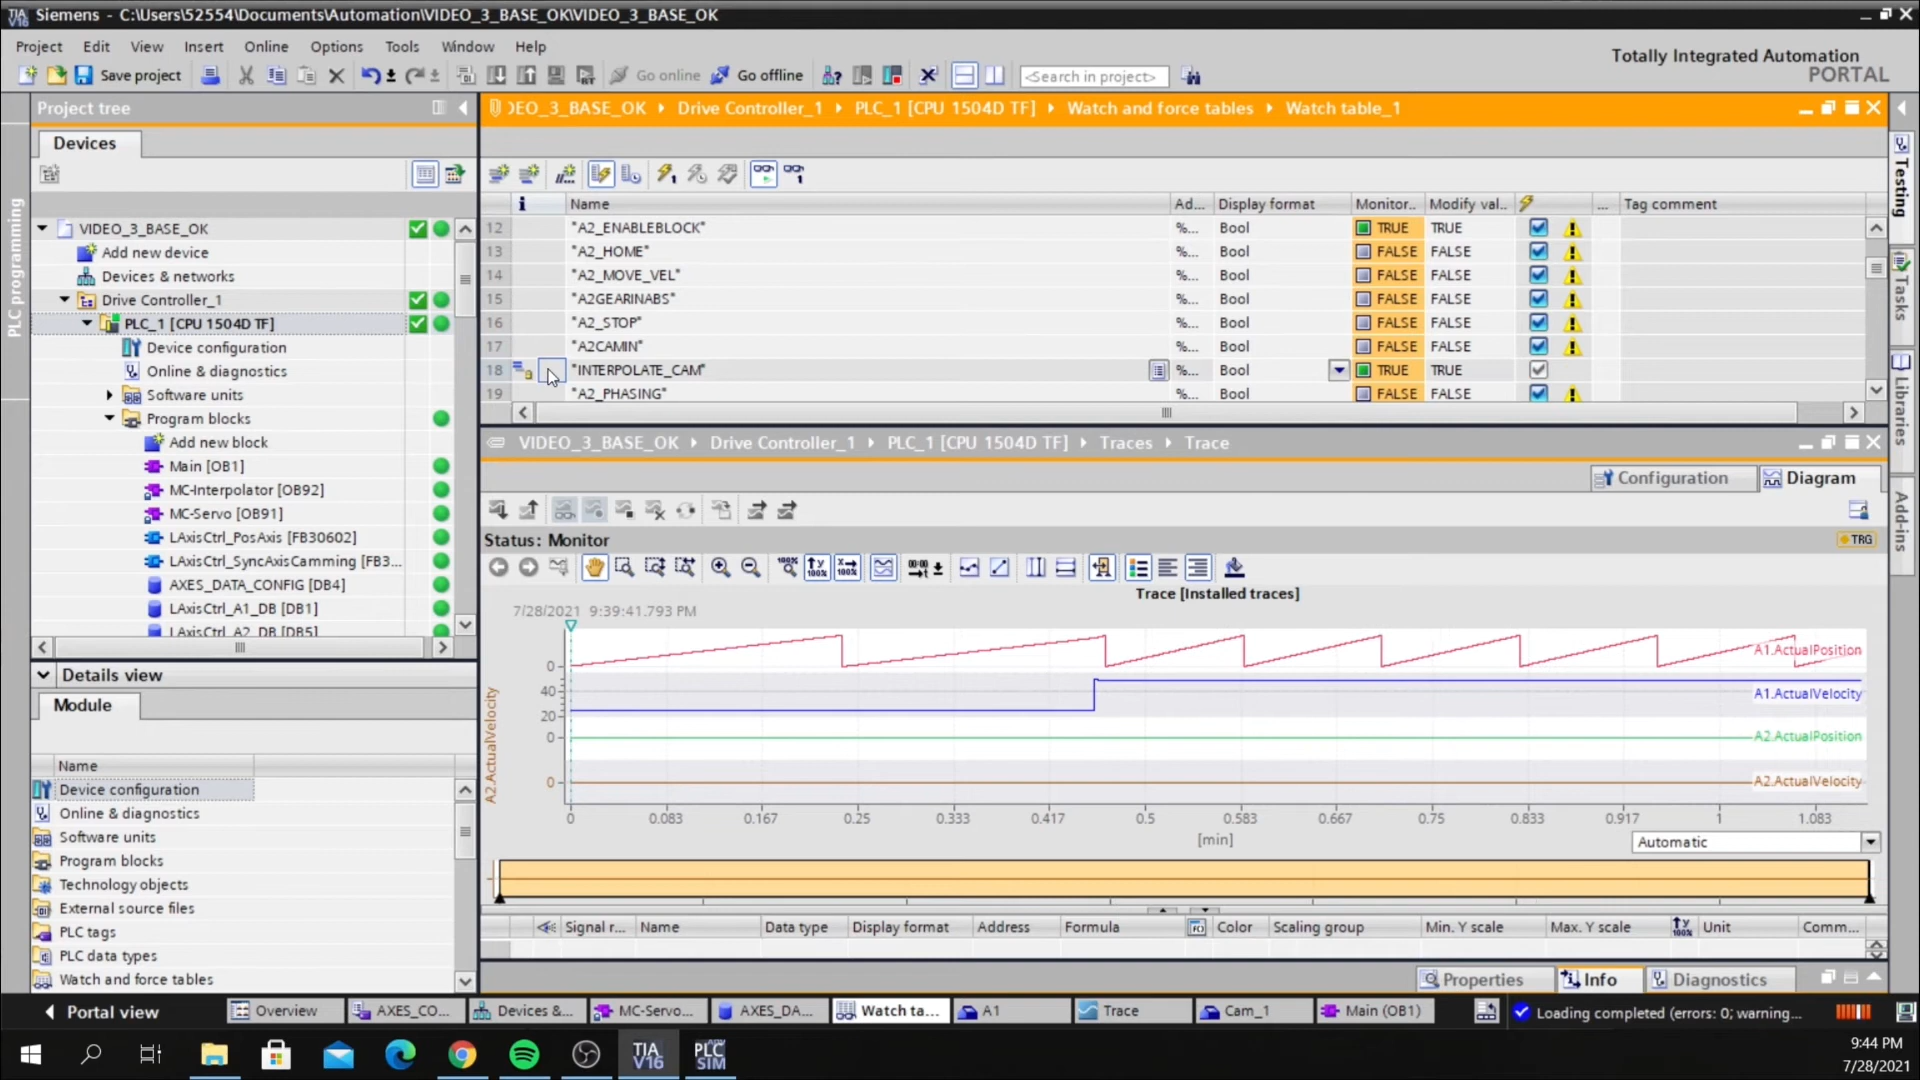 Siemens - C:\Users\52554\Documents\Automation\VIDEO_3_BASE_OK\VIDEO_3_BASE_OK
Project Edit View Insert Online Options Tools Window Help
Totally Integrated Automation
PORTAL
Save project
Go online
Go offline
<Search in project>
PLC programming
Project tree
Devices
VIDEO_3_BASE_OK
Add new device
Devices & networks
Drive Controller_1
PLC_1 [CPU 1504D TF]
Device configuration
Online & diagnostics
Software units
Program blocks
Add new block
Main [OB1]
MC-Interpolator [OB92]
MC-Servo [OB91]
LAxisCtrl_PosAxis [FB30602]
LAxisCtrl_SyncAxisCamming [FB3...
AXES_DATA_CONFIG [DB4]
LAxisCtrl_A1_DB [DB1]
LAxisCtrl_A2_DB [DB5]
Details view
Module
Name
Device configuration
Online & diagnostics
Software units
Program blocks
Technology objects
External source files
PLC tags
PLC data types
Watch and force tables
DEO_3_BASE_OK Drive Controller_1 PLC_1 [CPU 1504D TF] Watch and force tables Watch table_1
i Name Ad... Display format Monitor.. Modify val.. ... Tag comment
12 "A2_ENABLEBLOCK" %... Bool TRUE TRUE
13 "A2_HOME" %... Bool FALSE FALSE
14 "A2_MOVE_VEL" %... Bool FALSE FALSE
15 "A2GEARINABS" %... Bool FALSE FALSE
16 "A2_STOP" %... Bool FALSE FALSE
17 "A2CAMIN" %... Bool FALSE FALSE
18 "INTERPOLATE_CAM" %... Bool TRUE TRUE
19 "A2_PHASING" %... Bool FALSE FALSE
VIDEO_3_BASE_OK Drive Controller_1 PLC_1 [CPU 1504D TF] Traces Trace
Configuration
Diagram
Status: Monitor
TRG
Trace [Installed traces]
7/28/2021 9:39:41.793 PM
A2.ActualVelocity
0
40
20
0
0
A1.ActualPosition
A1.ActualVelocity
A2.ActualPosition
A2.ActualVelocity
0 0.083 0.167 0.25 0.333 0.417 0.5 0.583 0.667 0.75 0.833 0.917 1 1.083
[min]
Automatic
Signal r... Name Data type Display format Address Formula Color Scaling group Min. Y scale Max. Y scale Unit Comm...
Properties Info Diagnostics
Testing
Tasks
Libraries
Add-ins
Portal view Overview AXES_CO... Devices &... MC-Servo... AXES_DA... Watch ta... A1 Trace Cam_1 Main (OB1) Loading completed (errors: 0; warning...
TIA
V16
PLC
SIM
9:44 PM
7/28/2021